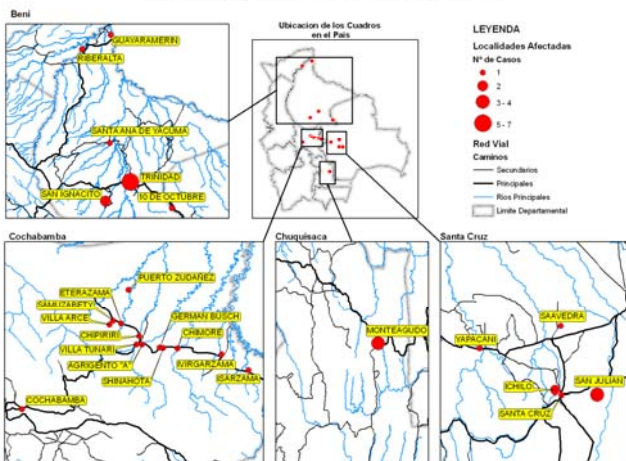 Beni
GUAYARAMERIN
RIBERALTA
SANTA ANA DE YACUMA
TRINIDAD
SAN IGNACITO
10 DE OCTUBRE
Ubicacion de los Cuadros
en el Pais
LEYENDA
Localidades Afectadas
Nº de Casos
1
2
3 - 4
5 - 7
Red Vial
Caminos
Secundarios
Principales
Rios Principales
Limite Departamental
Cochabamba
PUERTO ZUDAÑEZ
ETERAZAMA
SAMUZABETY
VILLA ARCE
GERMAN BUSCH
CHIPIRIRI
CHIMORE
VILLA TUNARI
AGRIGENTO "A"
IVIRGARZAMA
SHINAHOTA
ISARZAMA
COCHABAMBA
Chuquisaca
MONTEAGUDO
Santa Cruz
SAAVEDRA
YAPACANI
ICHILO
SAN JULIAN
SANTA CRUZ